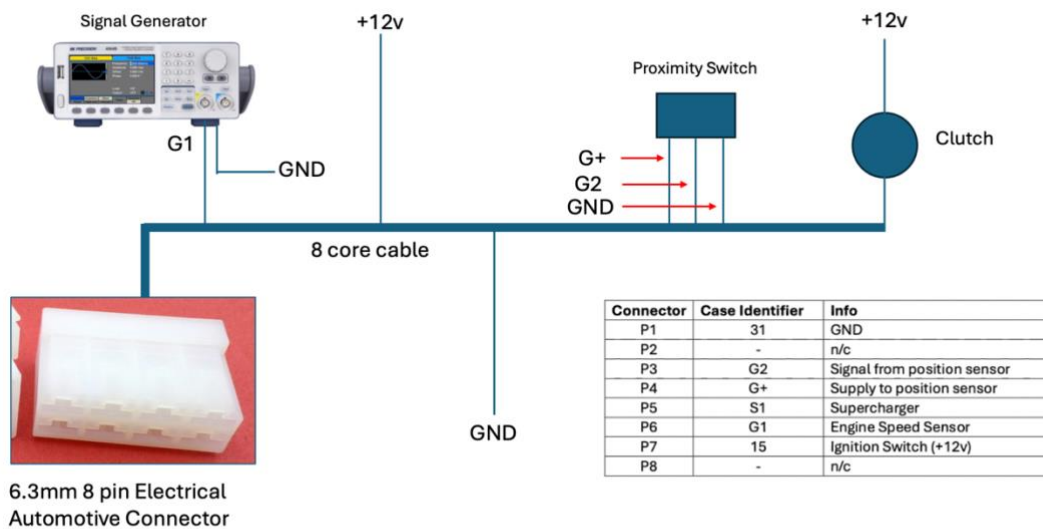 Signal Generator
+12v
+12v
Proximity Switch
Clutch
G1
GND
G+
G2
GND
8 core cable
GND
6.3mm 8 pin Electrical
Automotive Connector
Connector Case Identifier Info
P1 31 GND
P2 - n/c
P3 G2 Signal from position sensor
P4 G+ Supply to position sensor
P5 S1 Supercharger
P6 G1 Engine Speed Sensor
P7 15 Ignition Switch (+12v)
P8 - n/c